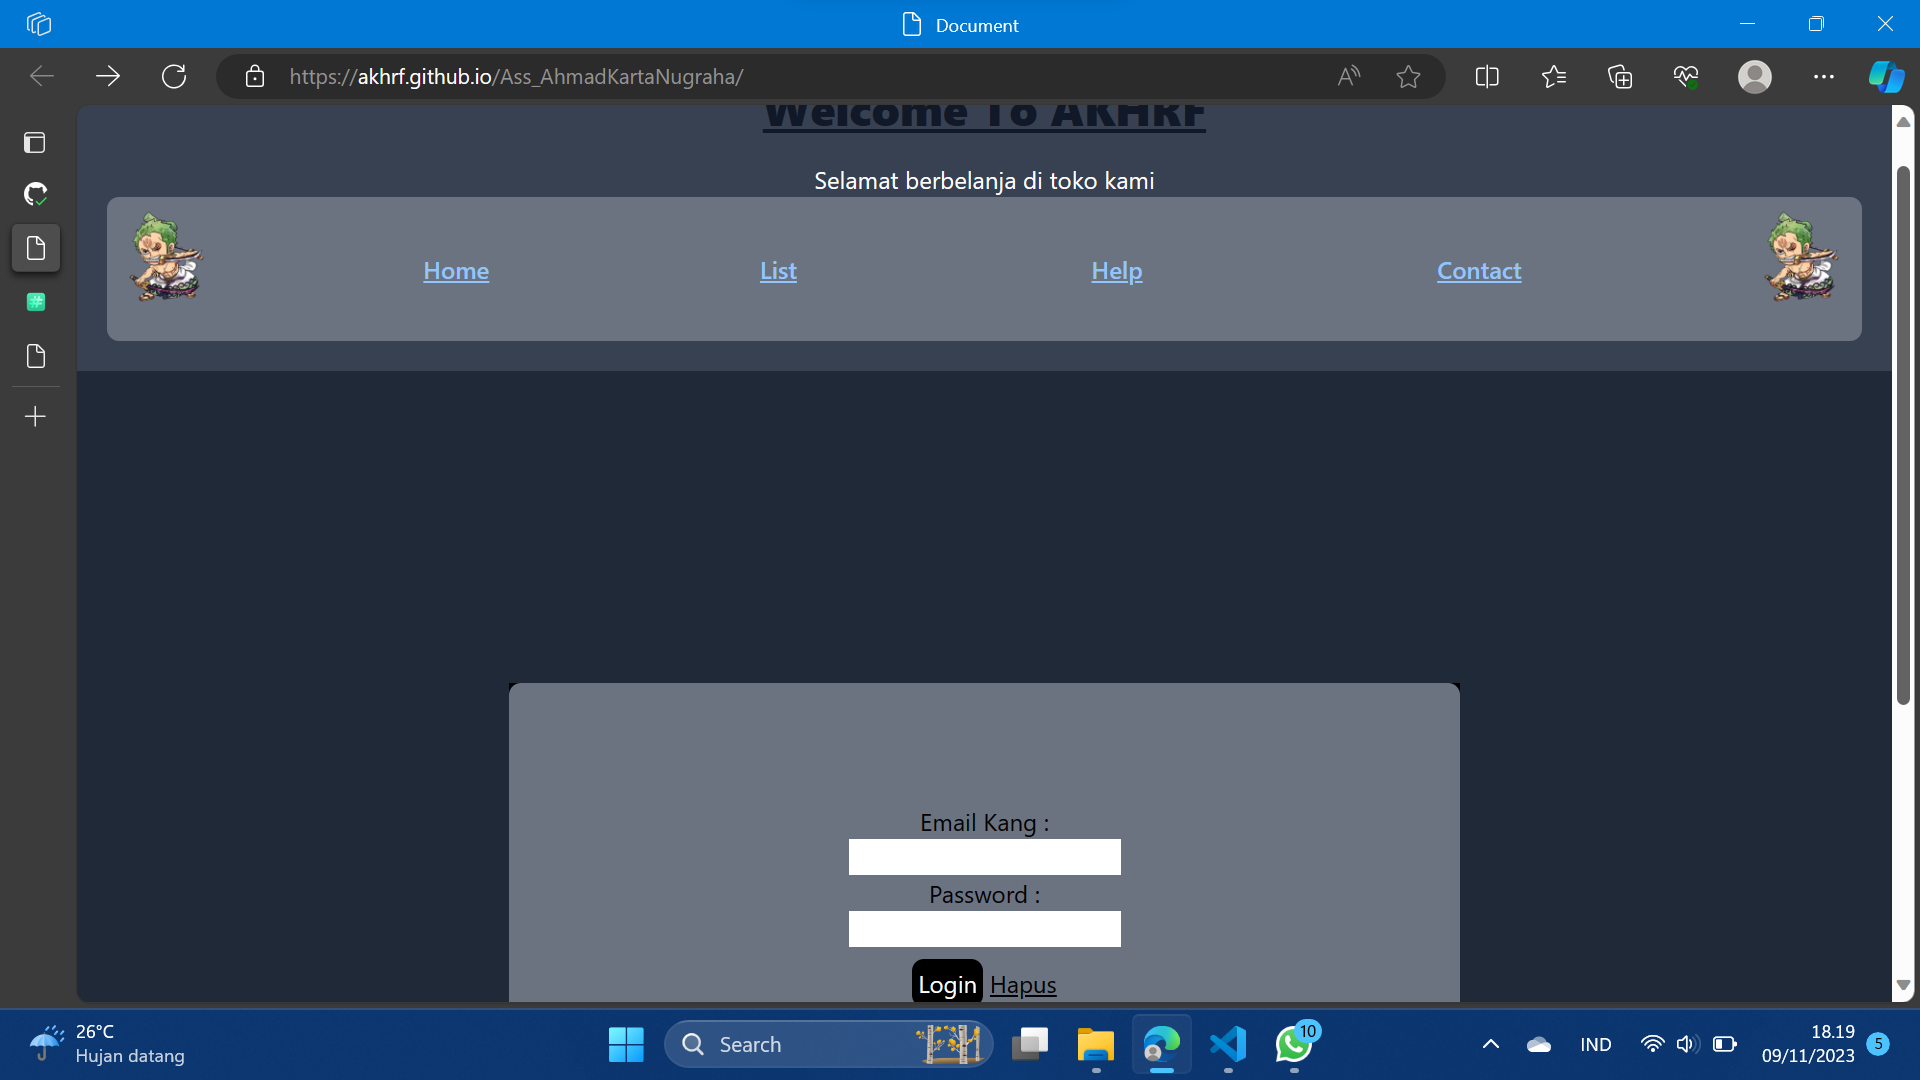 Document
https://akhrf.github.io/Ass_AhmadKartaNugraha/
Welcome To AKHRF
Selamat berbelanja di toko kami
Home List Help Contact
Email Kang :
Password :
Login Hapus
26°C
Hujan datang
Search
10
IND
18.19
09/11/2023
5